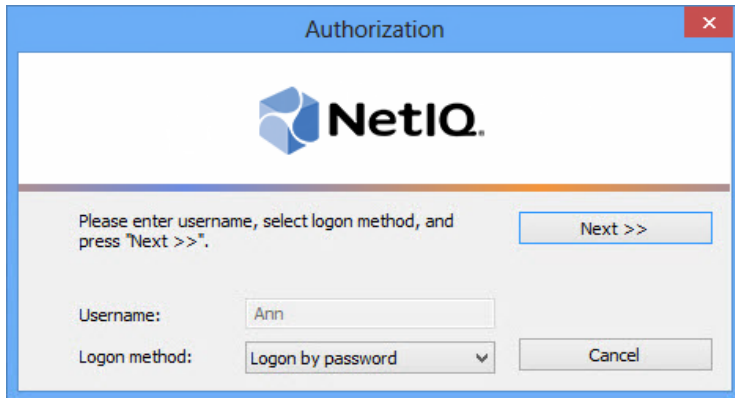 Authorization
NetIQ.
Please enter username, select logon method, and
press "Next >>".
Next >>
Username:
Ann
Logon method:
Logon by password
Cancel